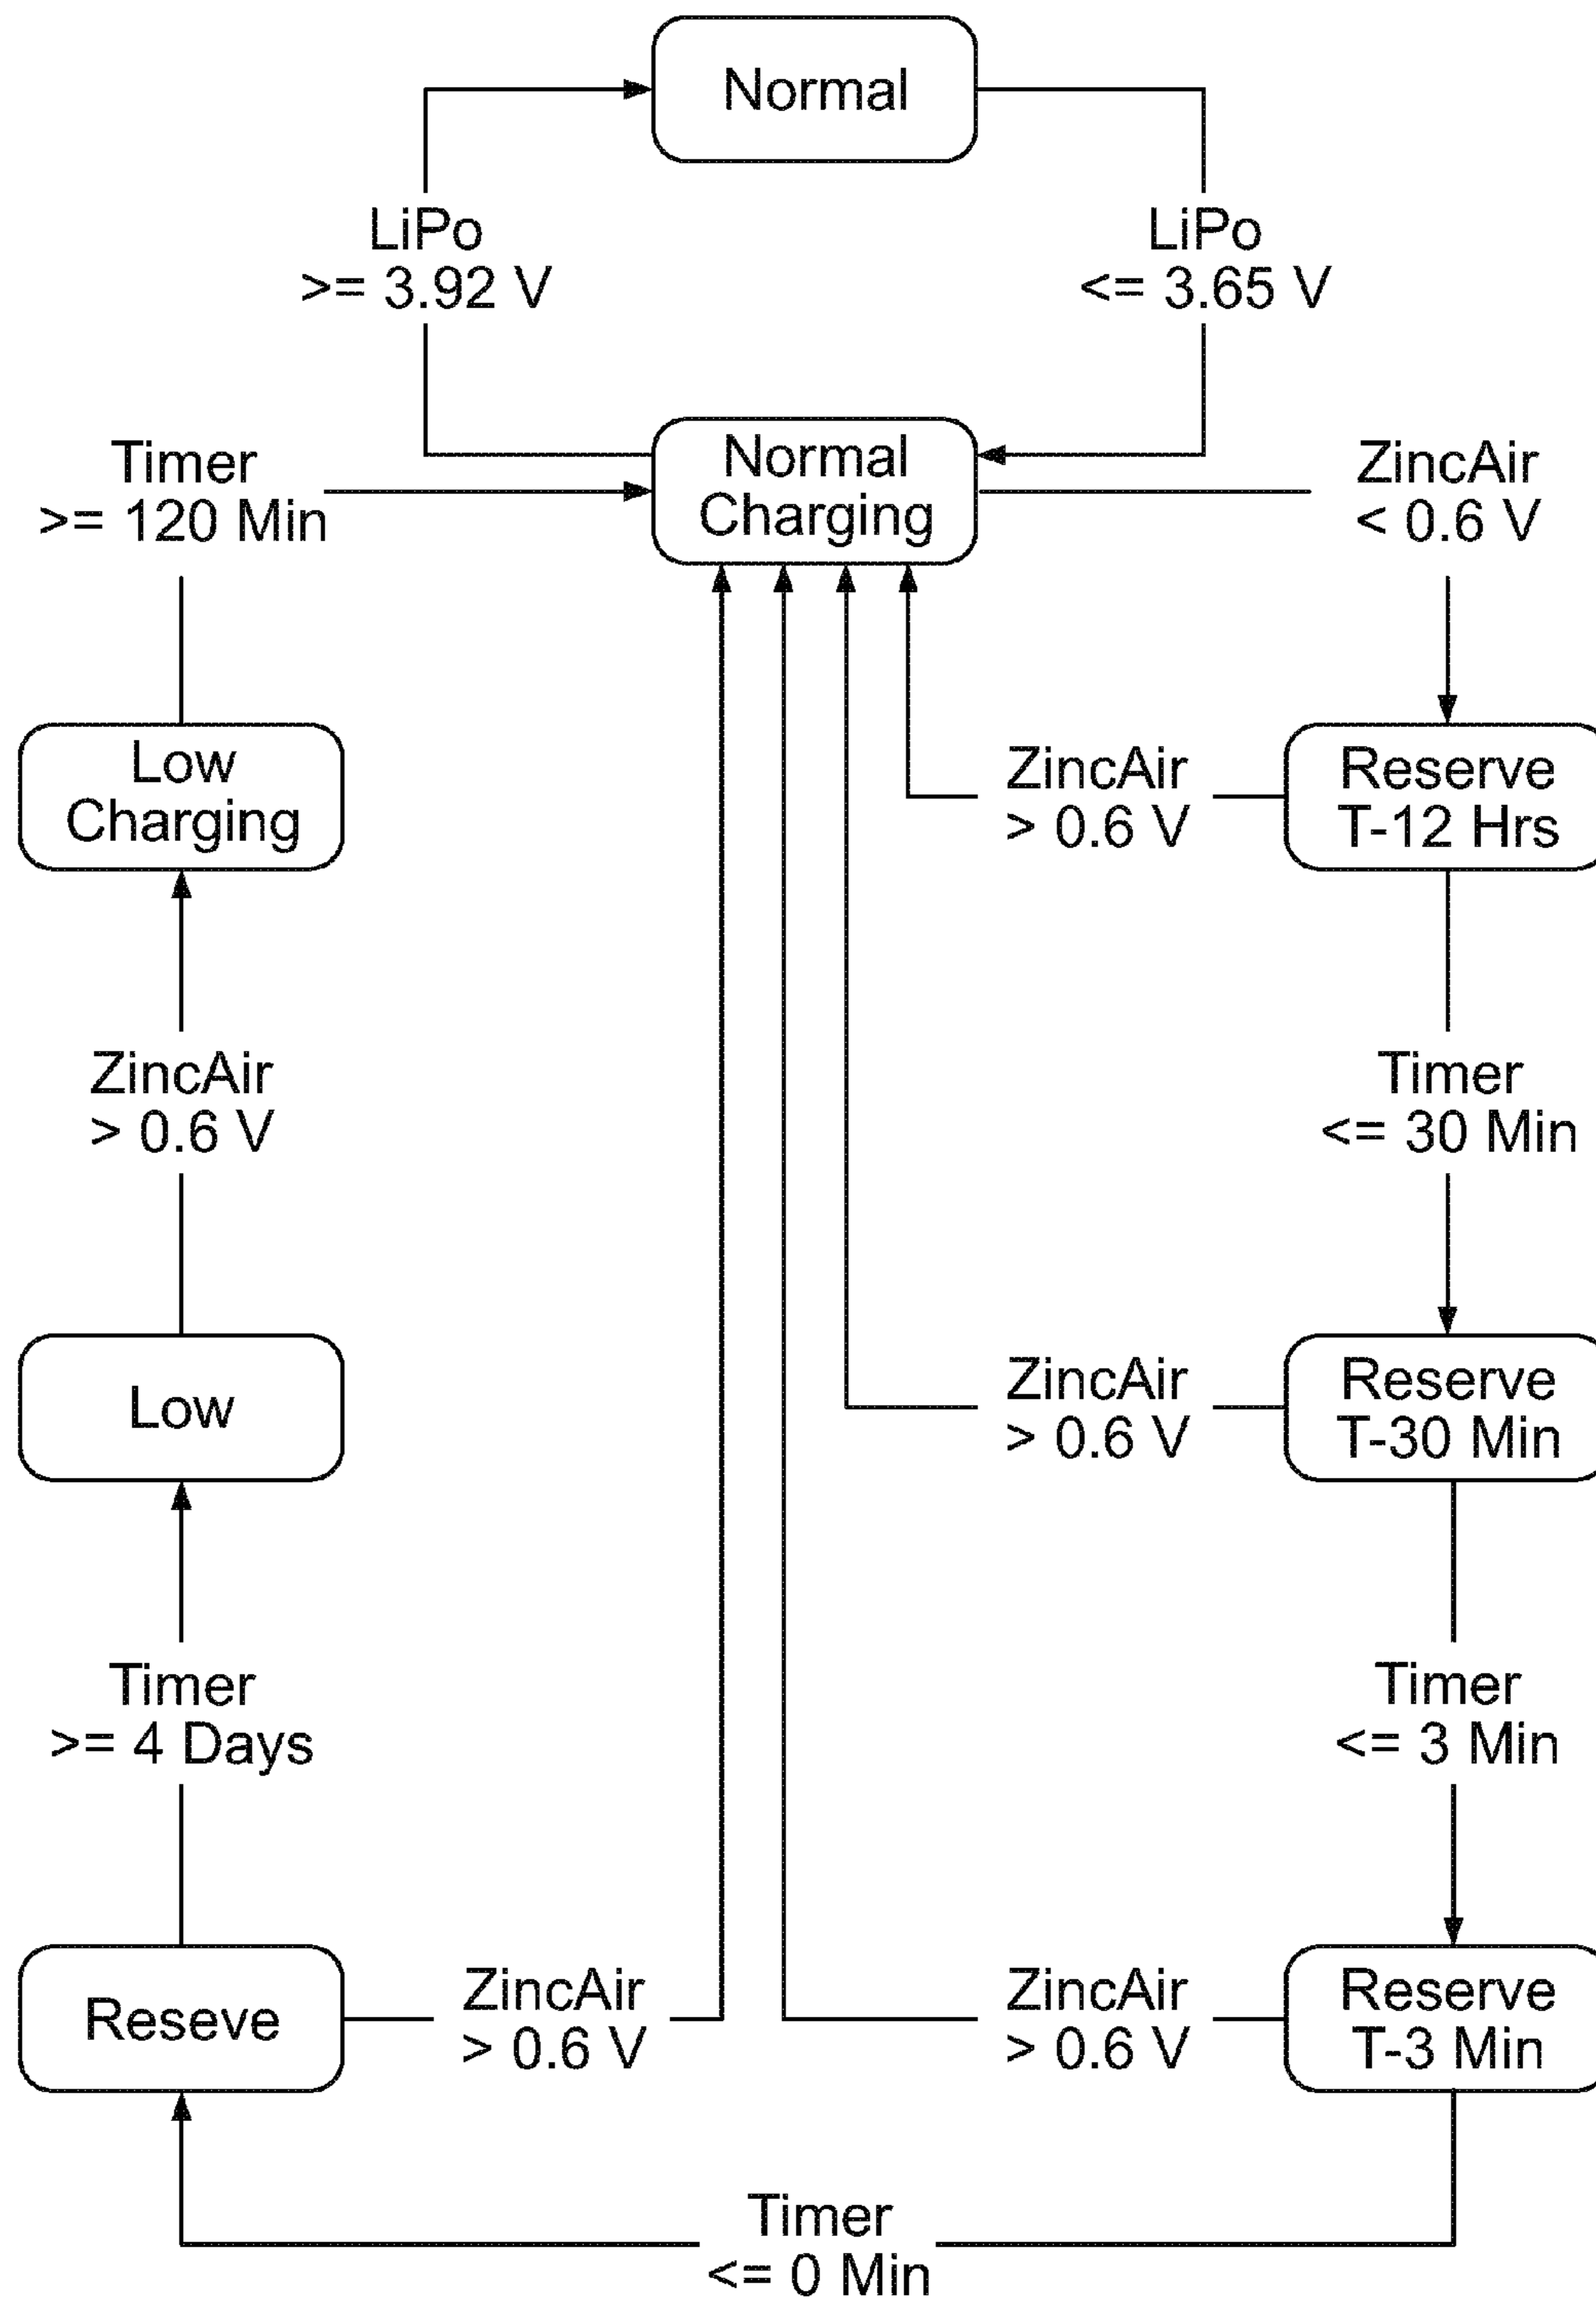 Normal
LiPo
>= 3.92 V
LiPo
<= 3.65 V
Normal
Charging
Timer
>= 120 Min
ZincAir
< 0.6 V
Low
Charging
ZincAir
> 0.6 V
Reserve
T-12 Hrs
ZincAir
> 0.6 V
Timer
<= 30 Min
Low
ZincAir
> 0.6 V
Reserve
T-30 Min
Timer
>= 4 Days
Timer
<= 3 Min
Reseve
ZincAir
> 0.6 V
ZincAir
> 0.6 V
Reserve
T-3 Min
Timer
<= 0 Min